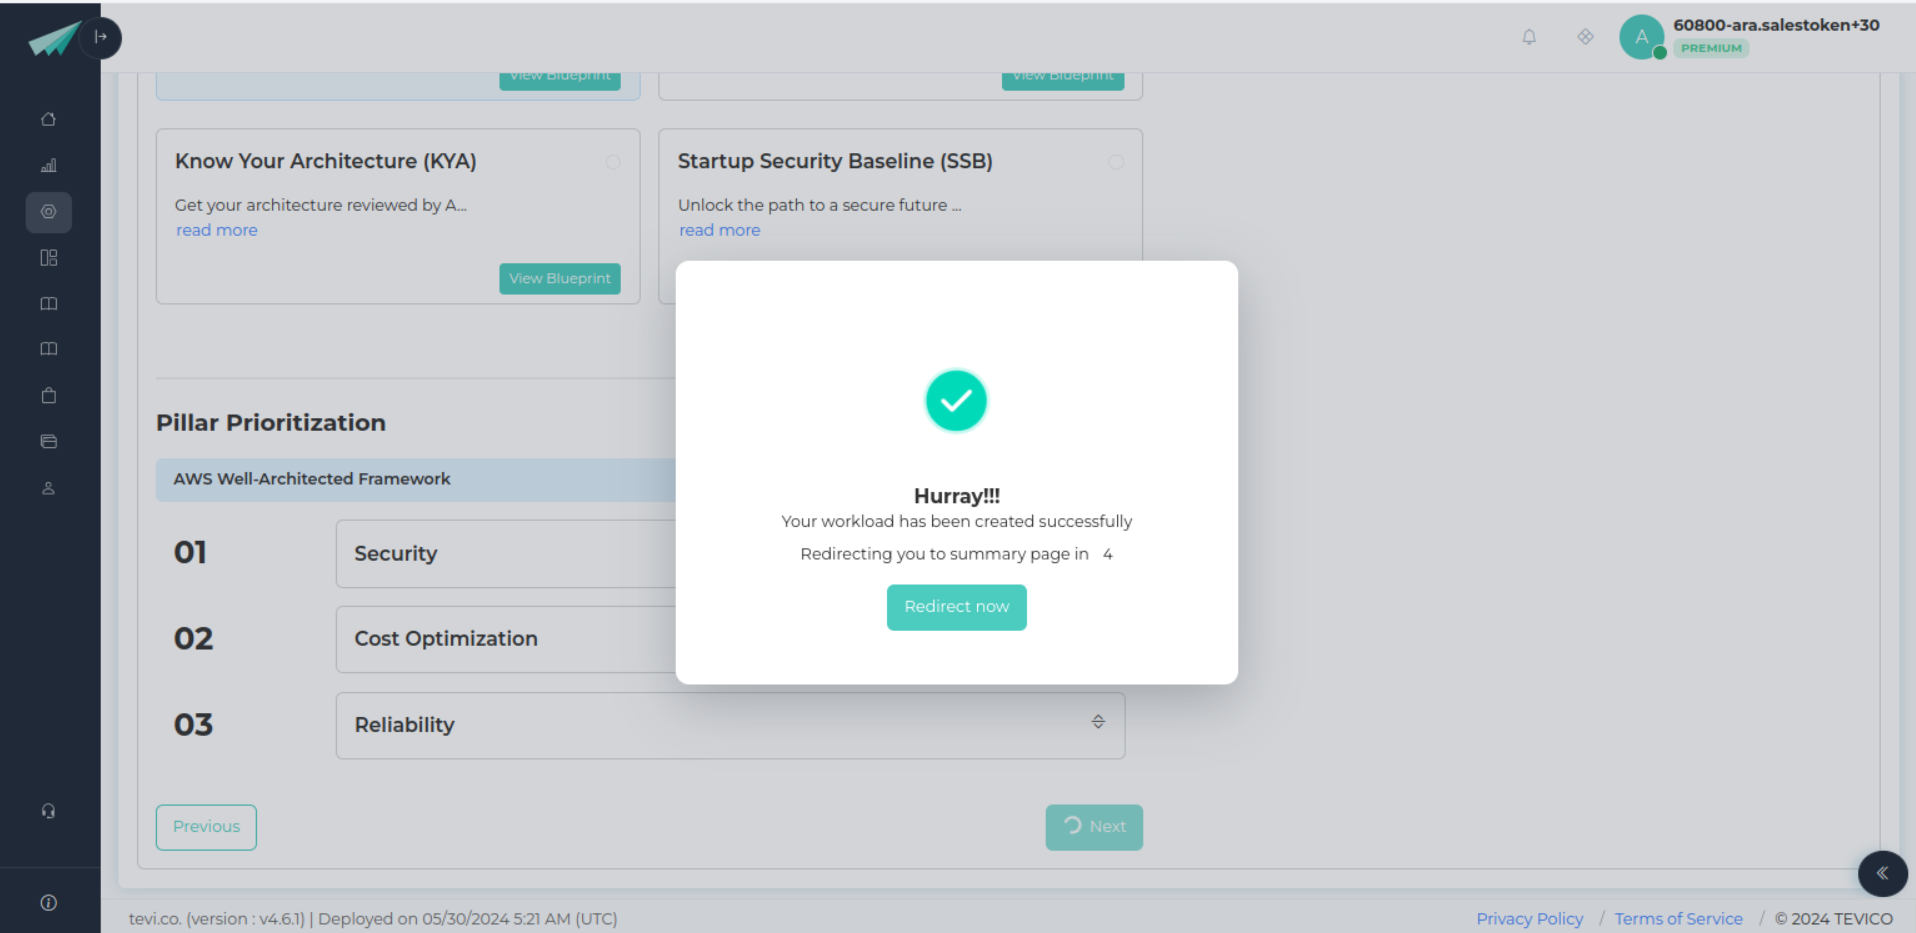 60800-ara.salestoken+30
A
PREMIUM
View Blueprint
View Blueprint
Know Your Architecture (KYA)
Get your architecture reviewed by A...
read more
View Blueprint
Startup Security Baseline (SSB)
Unlock the path to a secure future ...
read more
Pillar Prioritization
AWS Well-Architected Framework
01
Security
02
Cost Optimization
03
Reliability
Hurray!!!
Your workload has been created successfully
Redirecting you to summary page in 4
Redirect now
Previous
Next
tevi.co. (version : v4.6.1) | Deployed on 05/30/2024 5:21 AM (UTC)
Privacy Policy / Terms of Service / © 2024 TEVICO